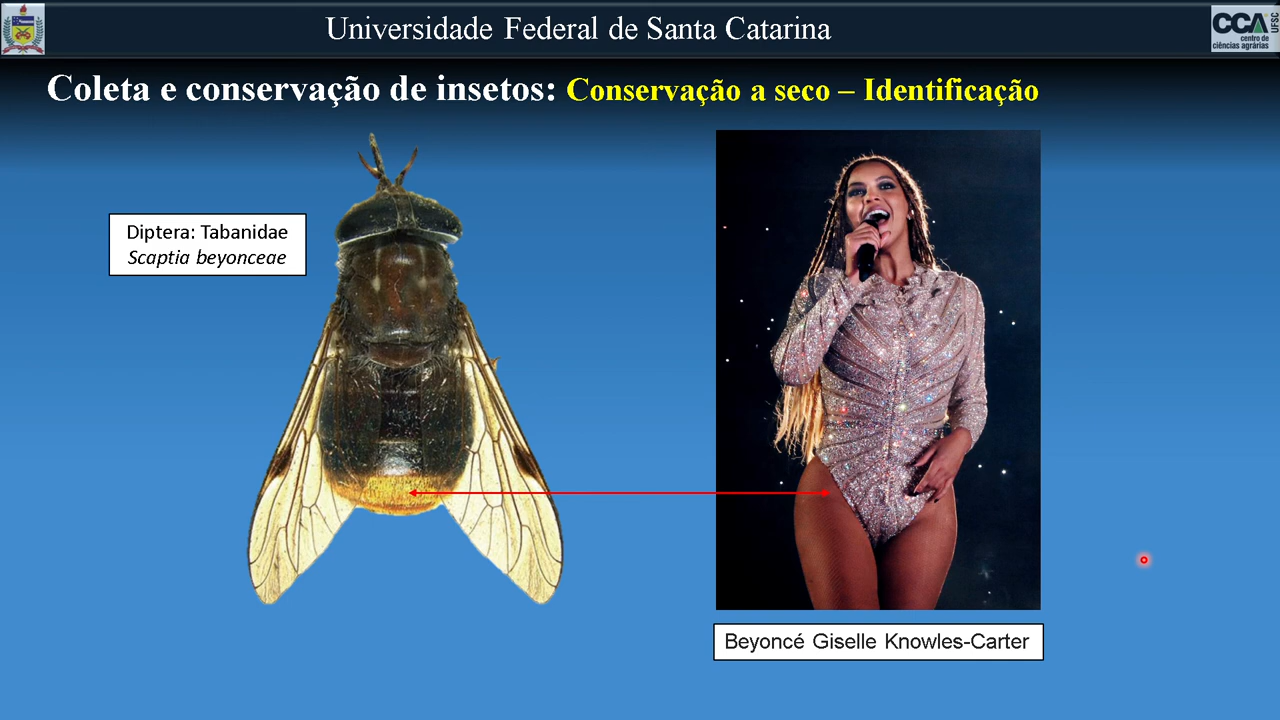 Universidade Federal de Santa Catarina
CCA UFSC
centro de
ciências agrárias
Coleta e conservação de insetos: Conservação a seco – Identificação
Diptera: Tabanidae
Scaptia beyonceae
Beyoncé Giselle Knowles-Carter